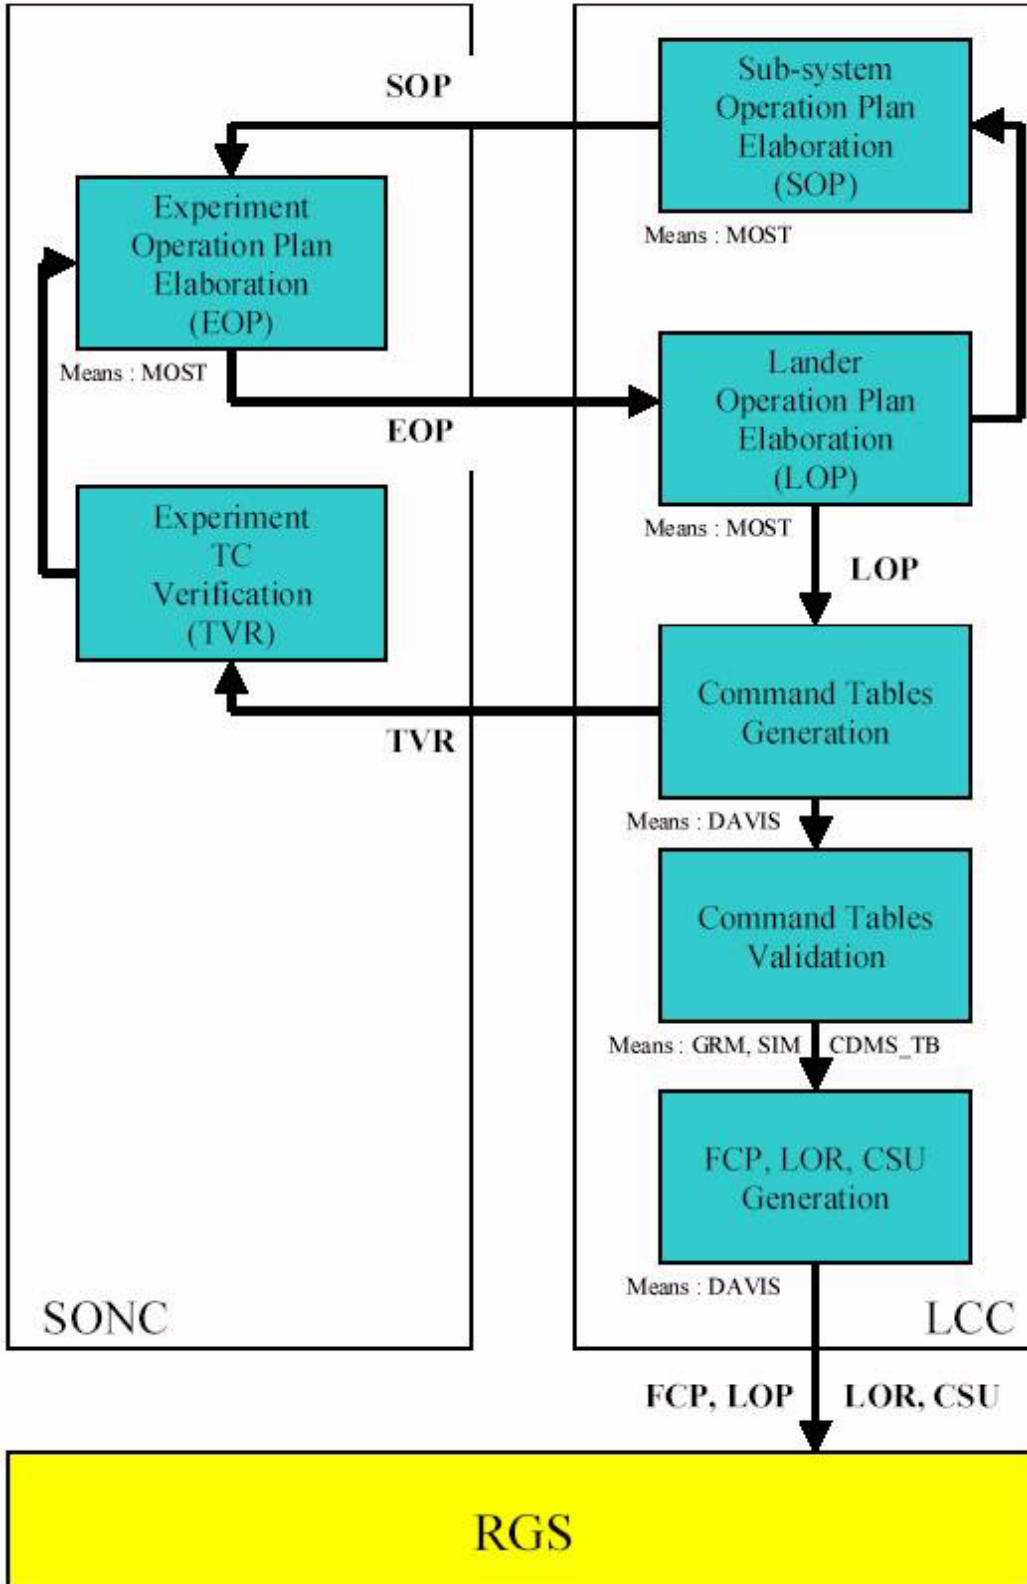 SOP
Sub-system
Operation Plan
Elaboration
(SOP)
Means : MOST
Experiment
Operation Plan
Elaboration
(EOP)
Means : MOST
EOP
Lander
Operation Plan
Elaboration
(LOP)
Means : MOST
LOP
Experiment
TC
Verification
(TVR)
TVR
Command Tables
Generation
Means : DAVIS
Command Tables
Validation
Means : GRM, SIM CDMS_TB
FCP, LOR, CSU
Generation
Means : DAVIS
SONC
LCC
FCP, LOP LOR, CSU
RGS